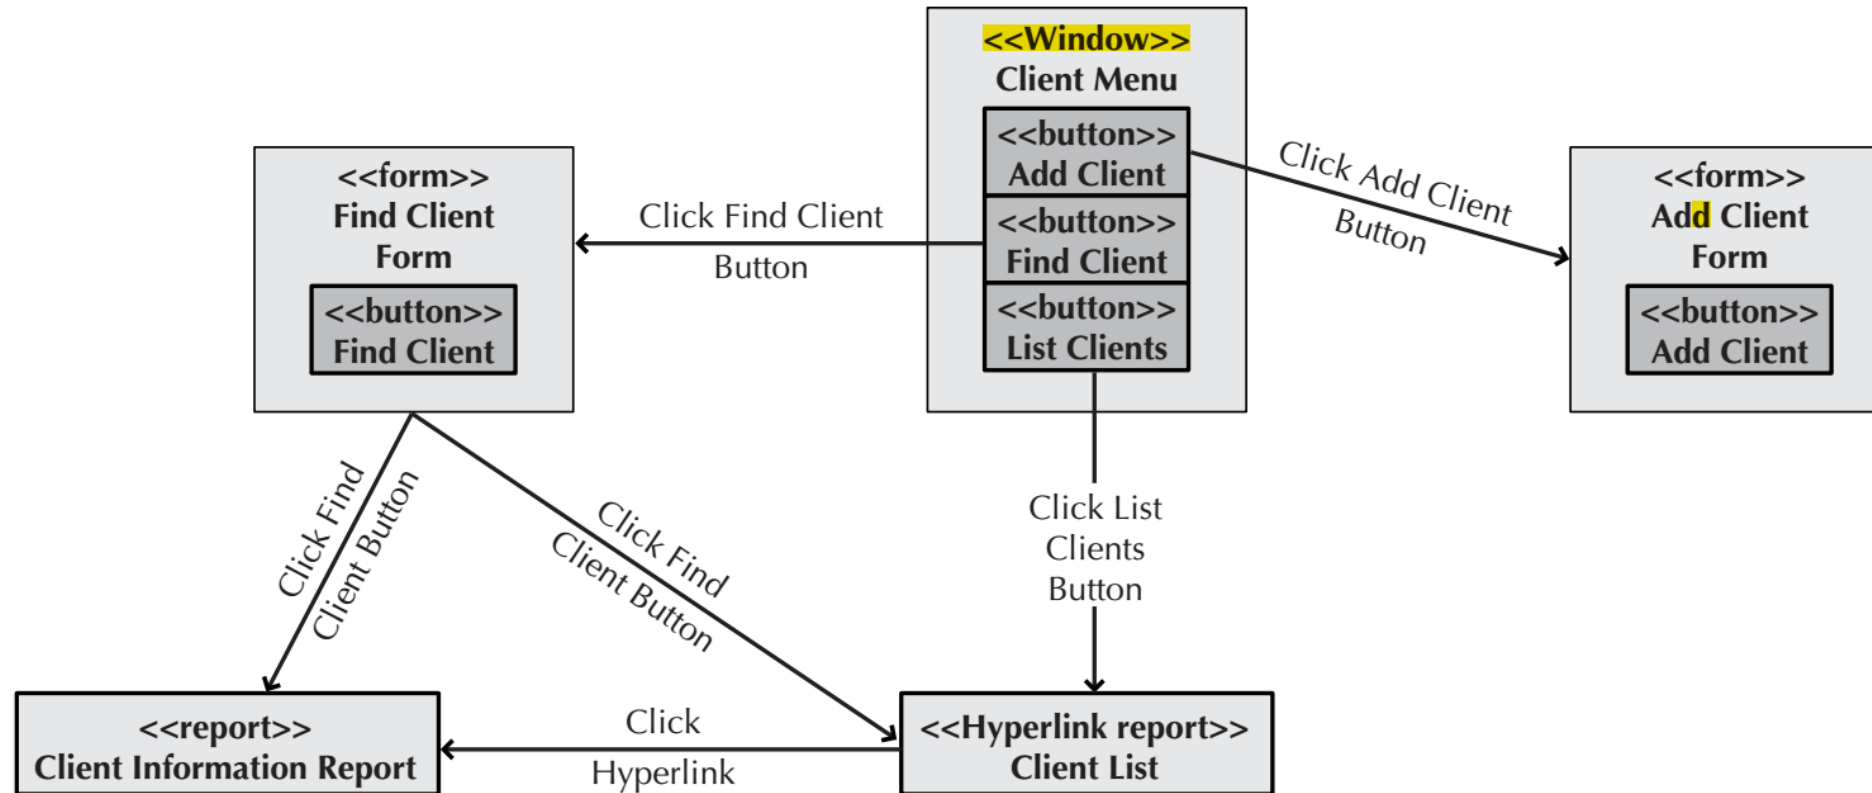 <<Window>>
Client Menu
<<button>>
Add Client
<<button>>
Find Client
<<button>>
List Clients
<<form>>
Find Client
Form
<<button>>
Find Client
Click Find Client
Button
Click Add Client
Button
<<form>>
Add Client
Form
<<button>>
Add Client
Click Find
Client Button
Click Find
Client Button
Click List
Clients
Button
<<report>>
Client Information Report
Click
Hyperlink
<<Hyperlink report>>
Client List